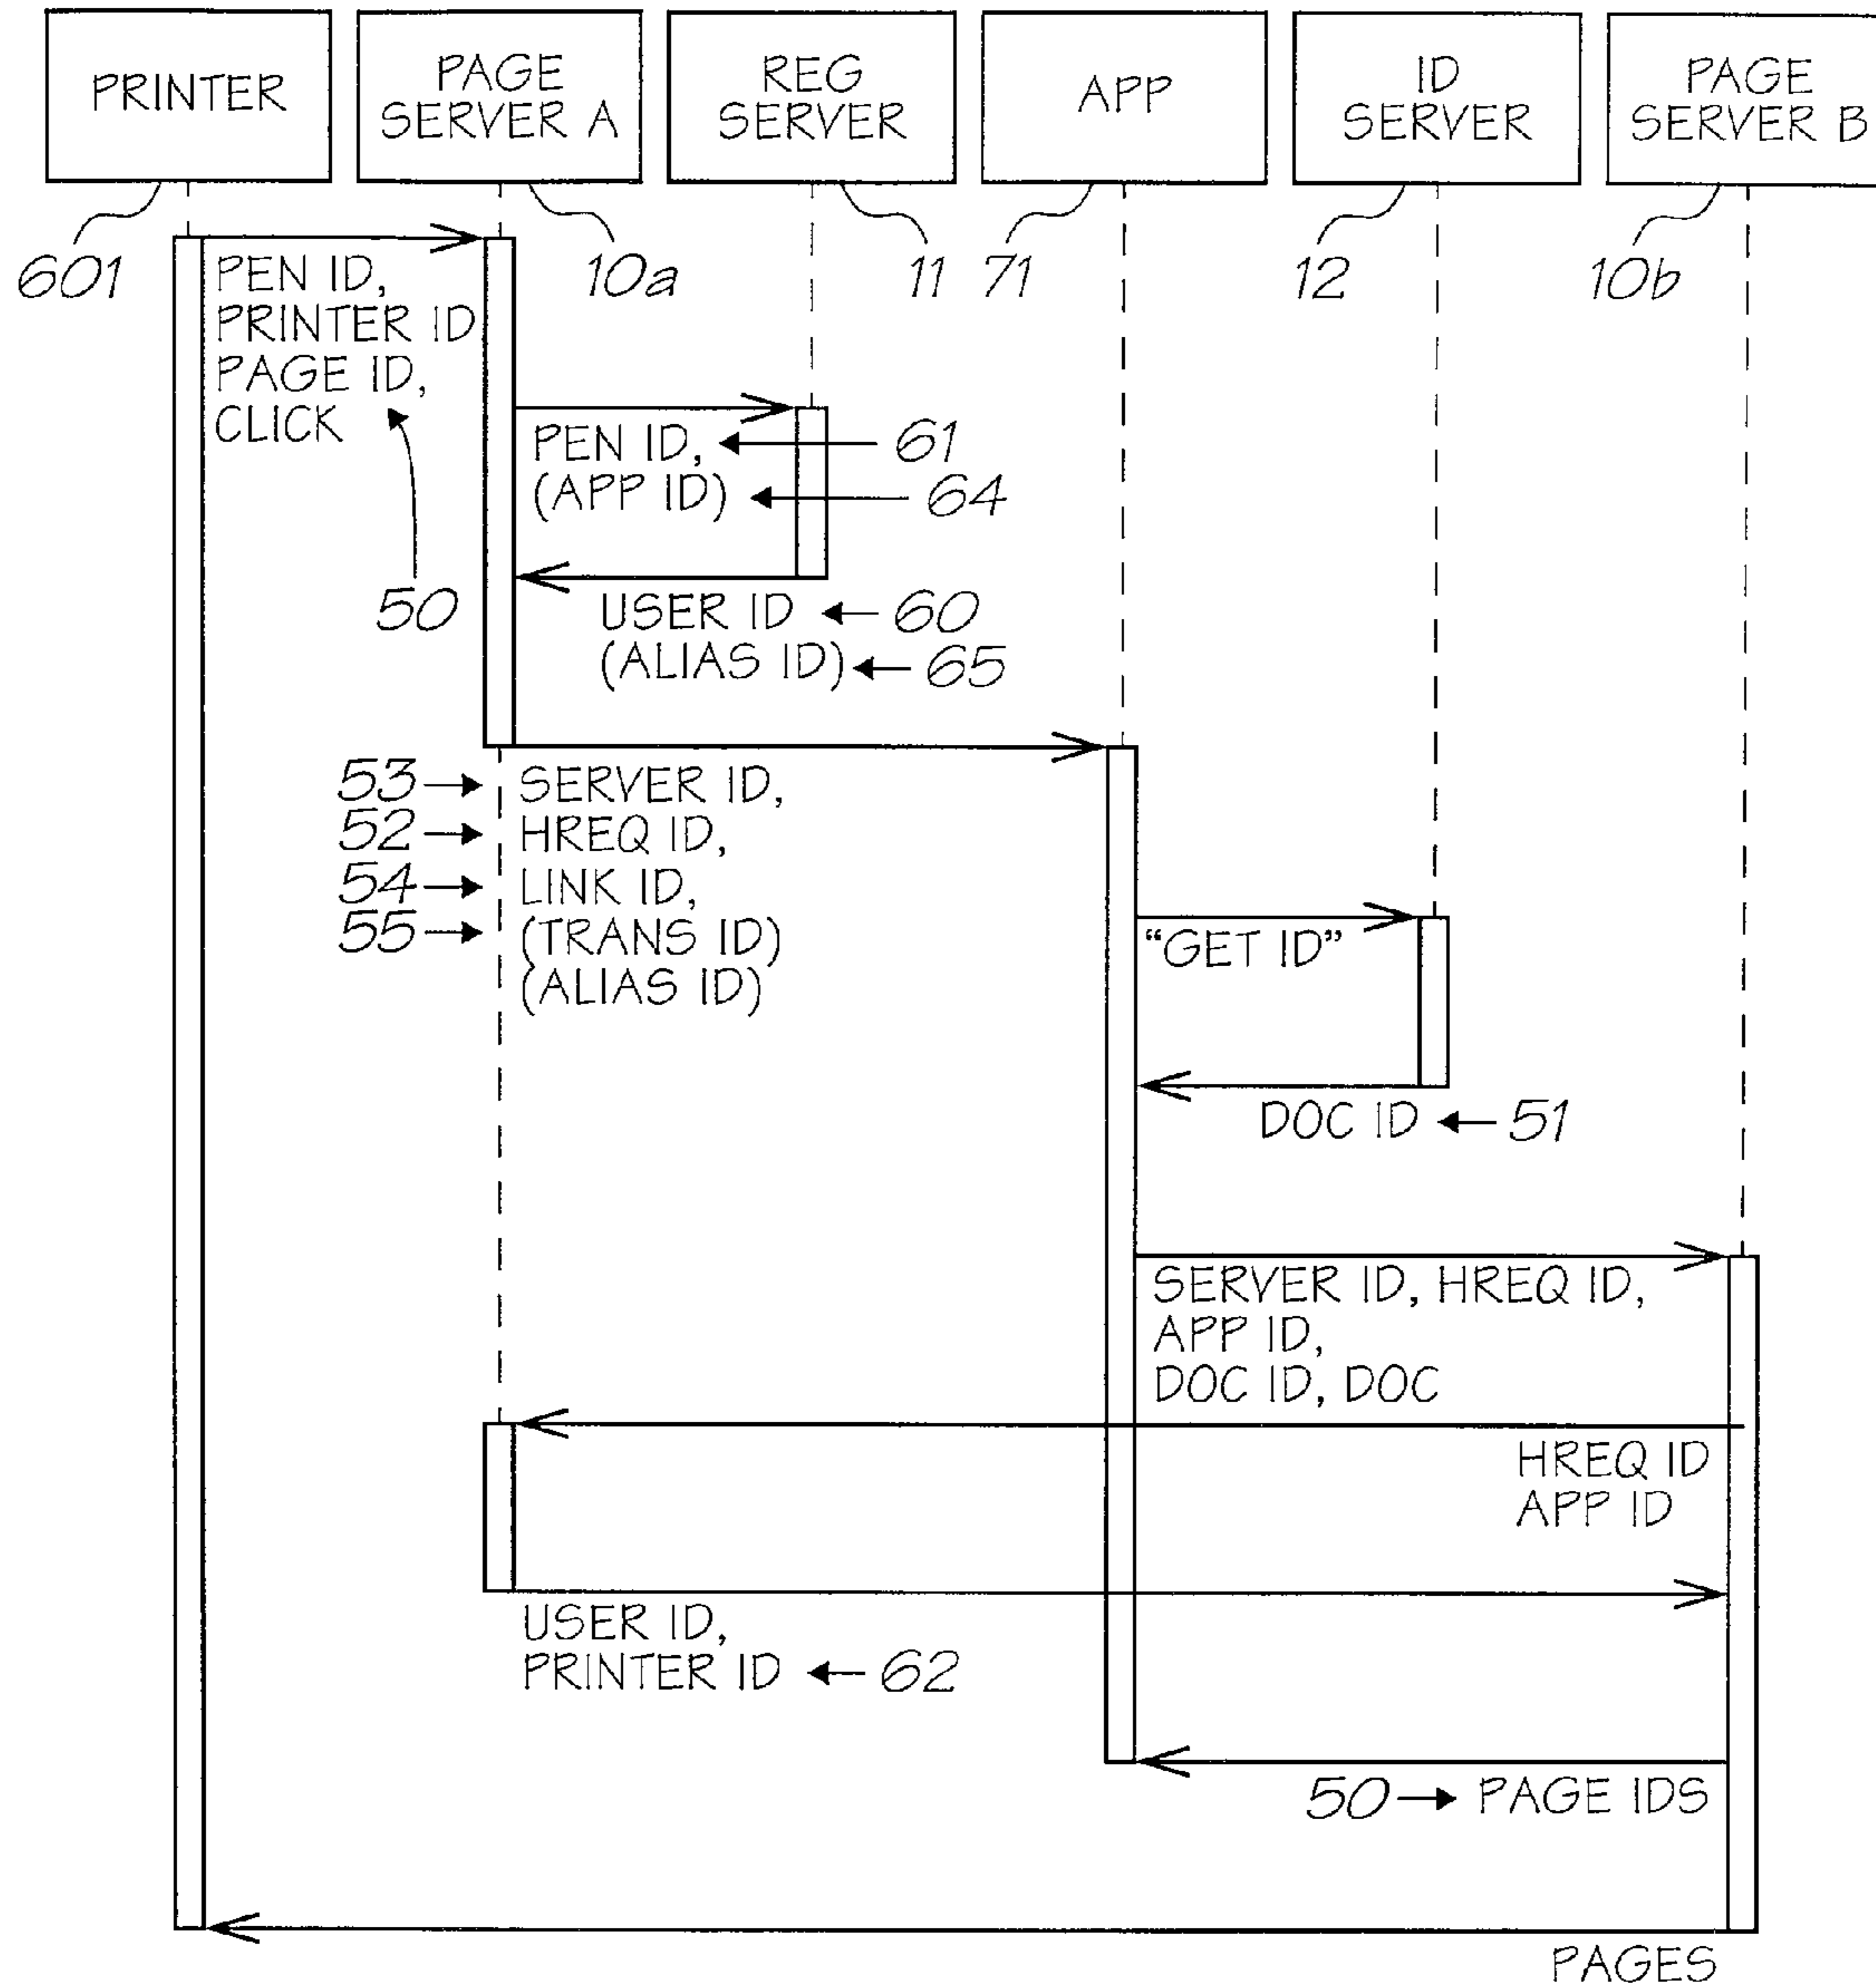 PRINTER
PAGE
SERVER A
REG
SERVER
APP
ID
SERVER
PAGE
SERVER B
601
10a
11
71
12
10b
PEN ID,
PRINTER ID
PAGE ID,
CLICK
50
PEN ID,
61
(APP ID)
64
USER ID
60
(ALIAS ID)
65
53
SERVER ID,
52
HREQ ID,
54
LINK ID,
55
(TRANS ID)
(ALIAS ID)
“GET ID”
DOC ID
51
SERVER ID, HREQ ID,
APP ID,
DOC ID, DOC
HREQ ID
APP ID
USER ID,
PRINTER ID
62
50
PAGE IDS
PAGES